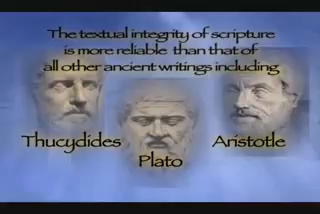 The textual integrity of scripture
is more reliable than that of
all other ancient writings including
Thucydides
Plato
Aristotle